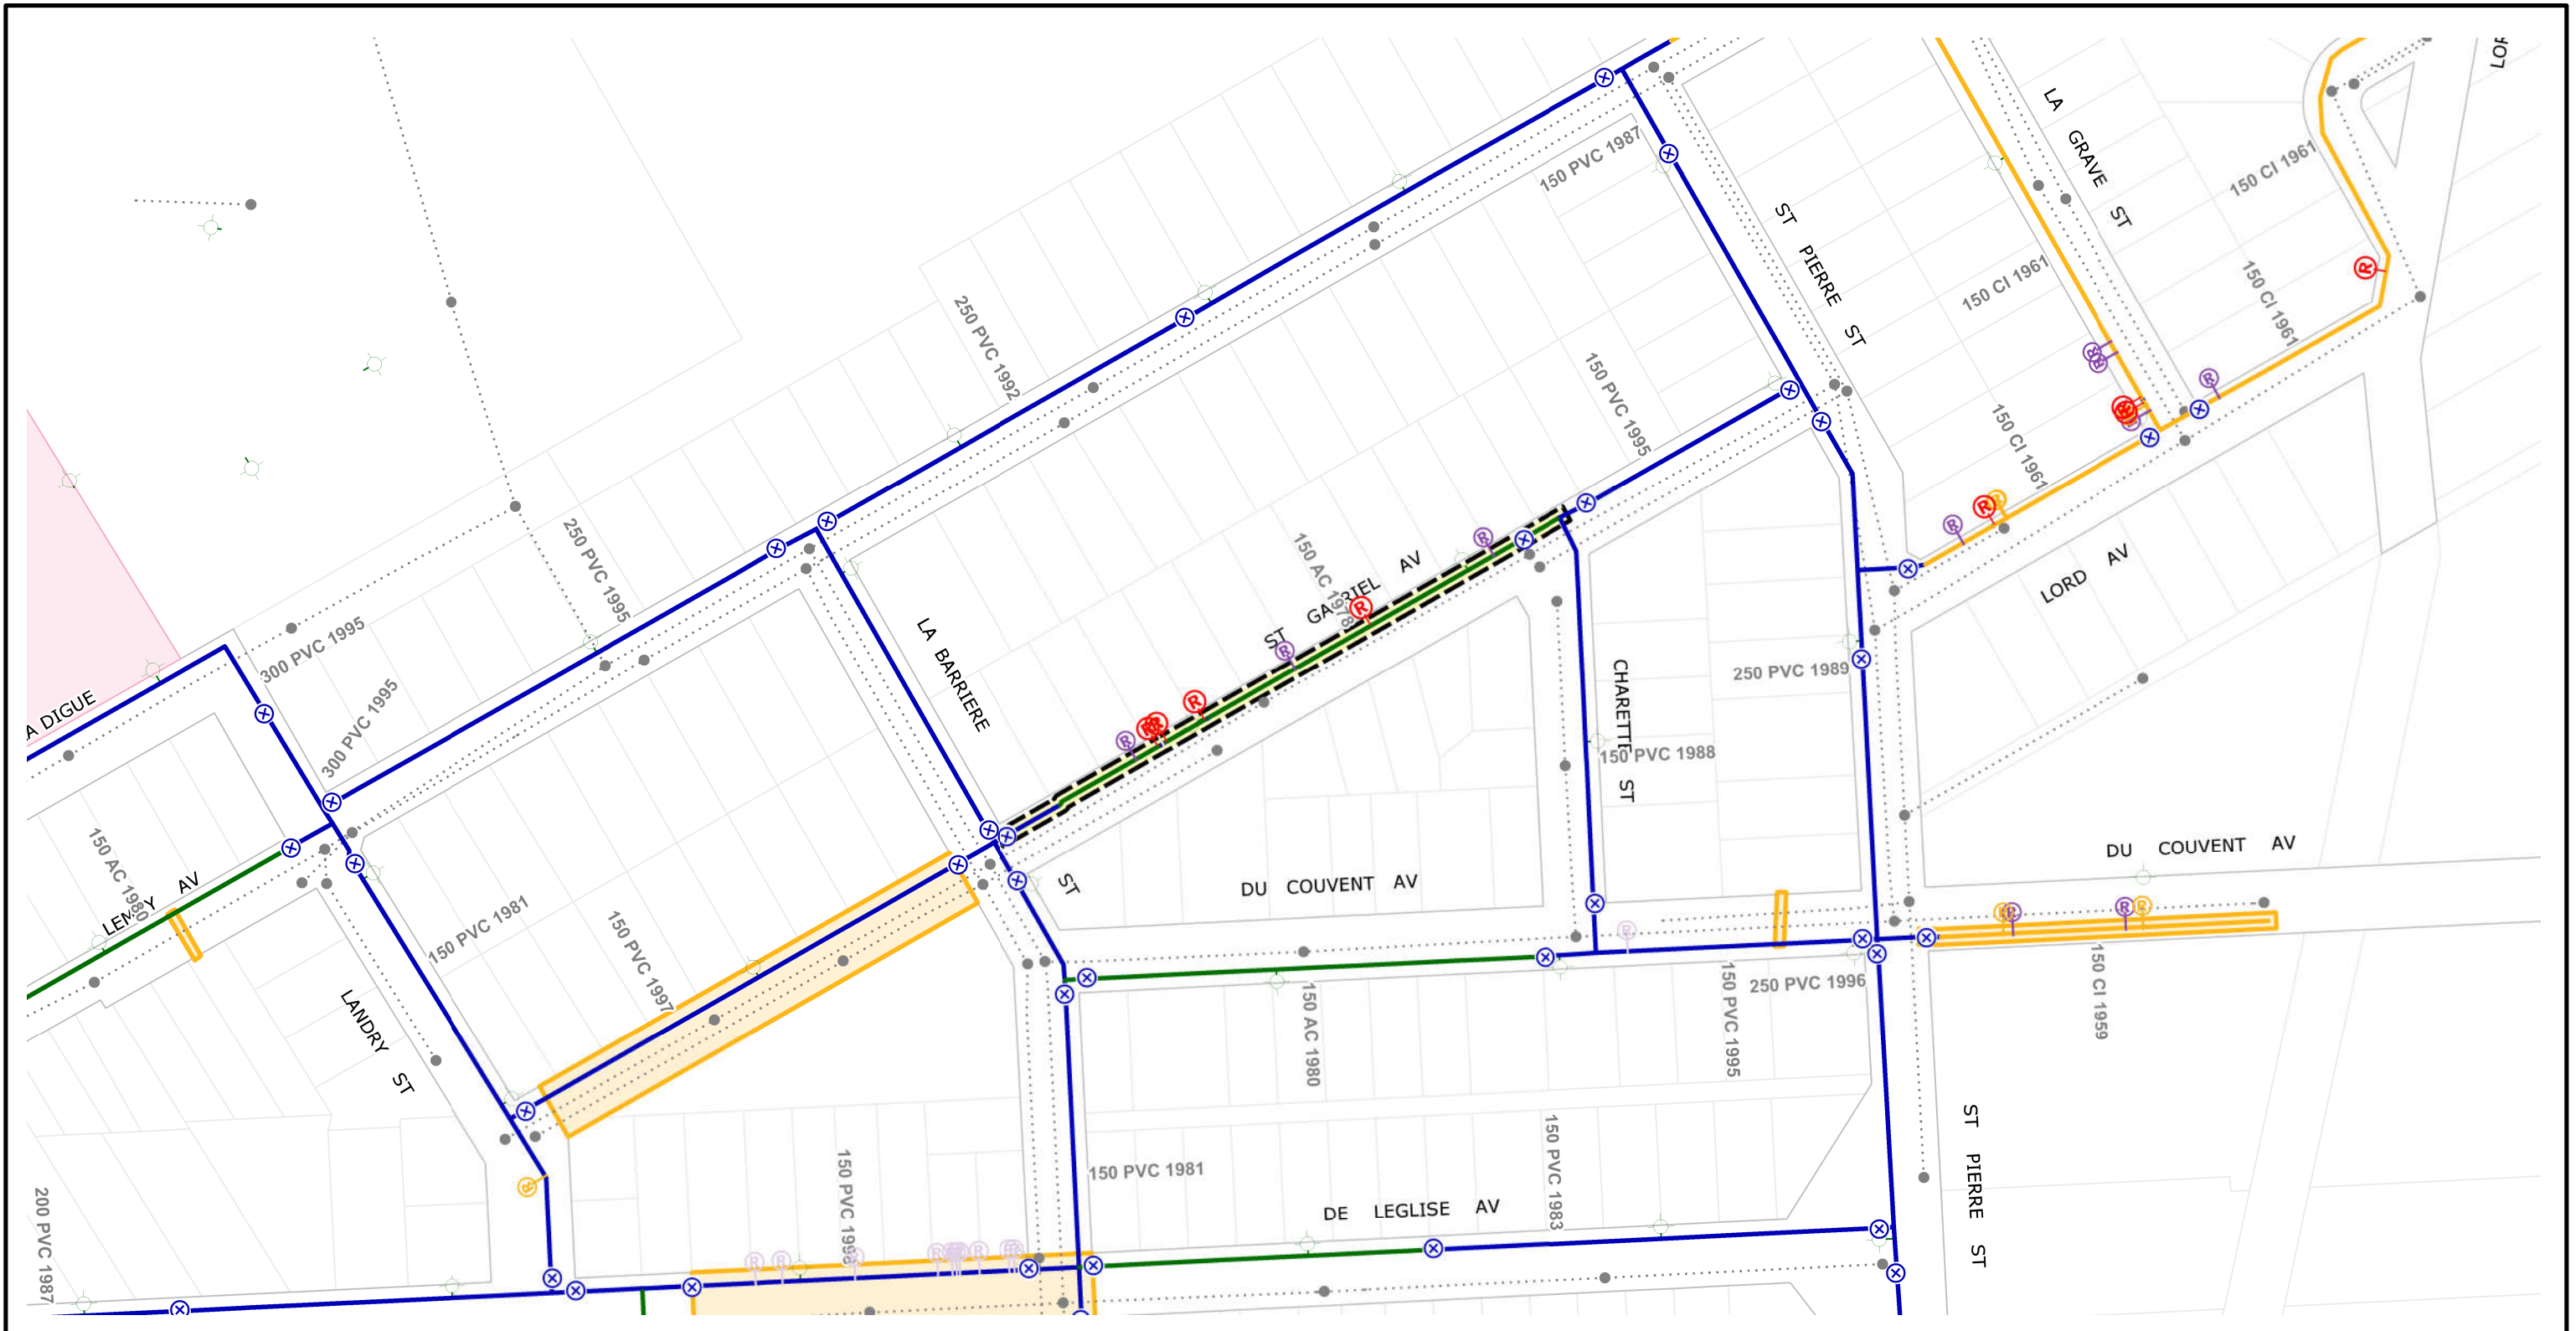 LA GRAVE ST
150 CI 1961
150 PVC 1987
ST PIERRE ST
150 CI 1961
150 CI 1961
250 PVC 1992
150 PVC 1995
150 CI 1961
250 PVC 1995
150 AC 1978
ST GABRIEL AV
LORD AV
300 PVC 1995
300 PVC 1995
LA BARRIERE ST
CHARETTE ST
250 PVC 1989
150 PVC 1988
A DIGUE
150 AC 1980
LEMAY AV
150 PVC 1981
150 PVC 1997
DU COUVENT AV
DU COUVENT AV
LANDRY ST
150 AC 1980
150 PVC 1995
250 PVC 1996
150 CI 1959
150 PVC 1981
150 PVC 1983
DE LEGLISE AV
ST PIERRE ST
200 PVC 1987